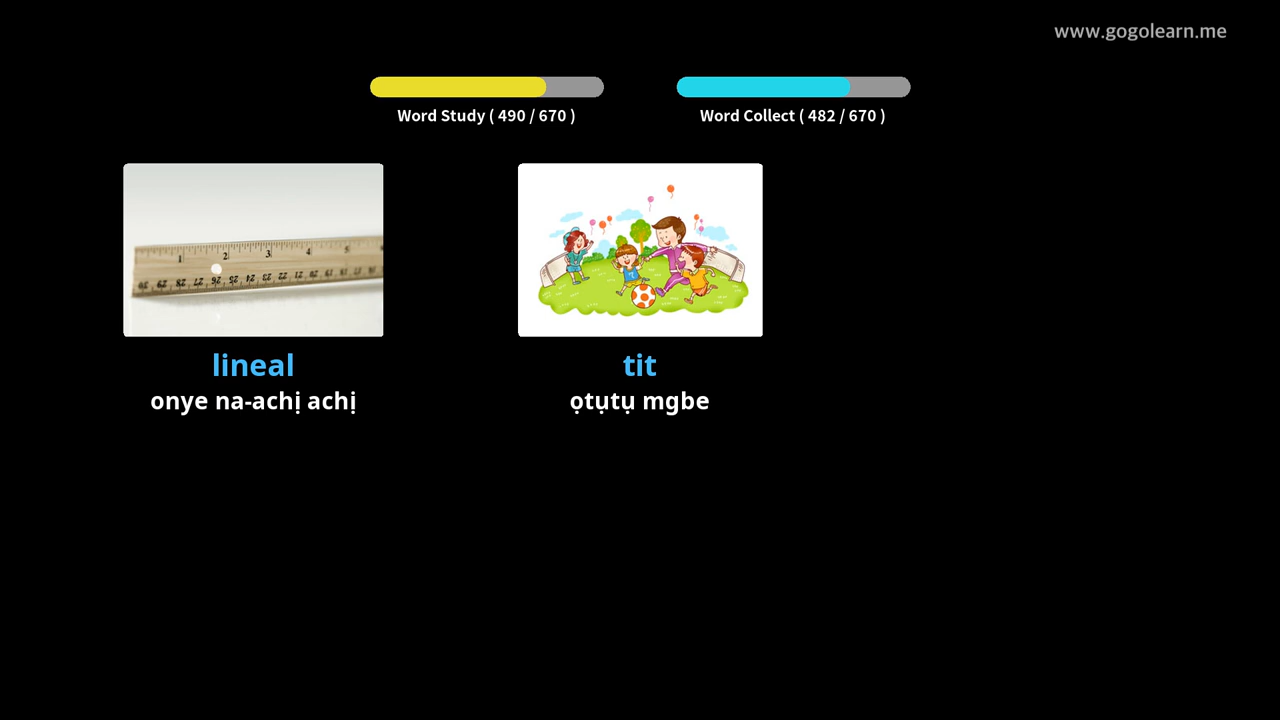 www.gogolearn.me
Word Study ( 490 / 670 )
Word Collect ( 482 / 670 )
lineal
onye na-achị achị
tit
ọtụtụ mgbe